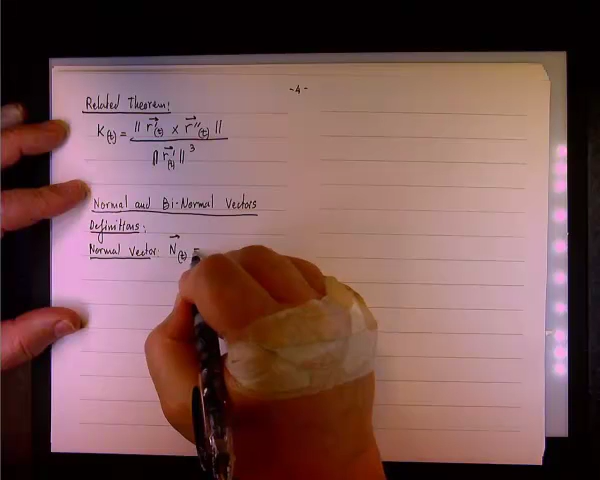 -4-
Related Theorem:
K(t) = || r'(t) x r''(t) ||
|| r'(t) ||³
Normal and Bi-Normal Vectors
Definitions:
Normal Vector: N(t) =